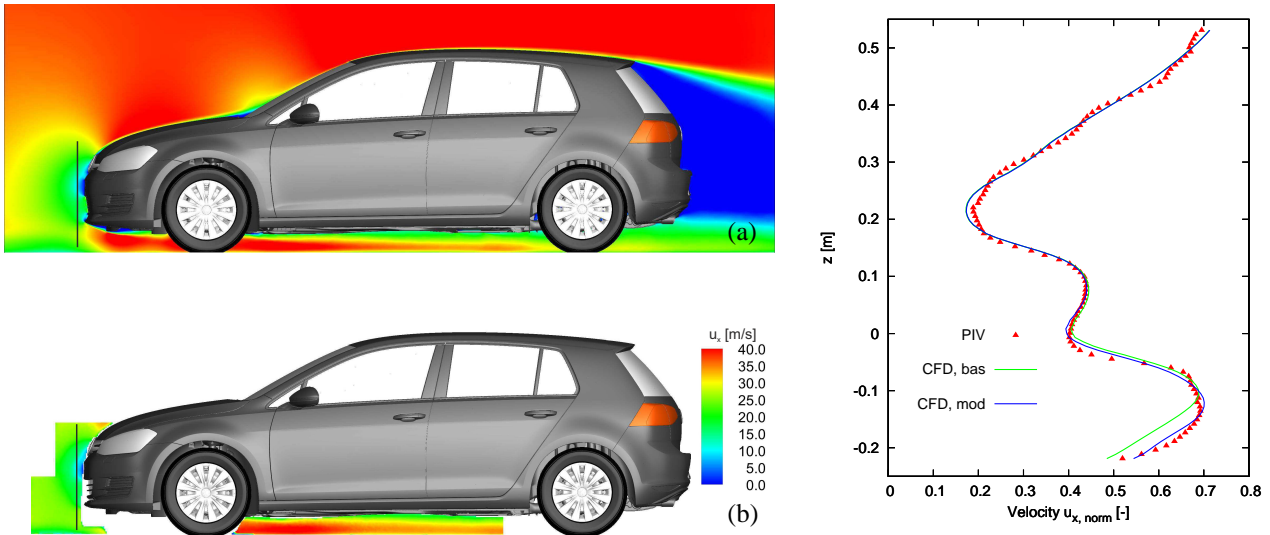 (a)
u_x [m/s]
40.0
35.0
30.0
25.0
20.0
15.0
10.0
5.0
0.0
(b)
0.5
0.4
0.3
0.2
0.1
0
-0.1
-0.2
z [m]
PIV
CFD, bas
CFD, mod
0 0.1 0.2 0.3 0.4 0.5 0.6 0.7 0.8
Velocity u_x, norm [-]